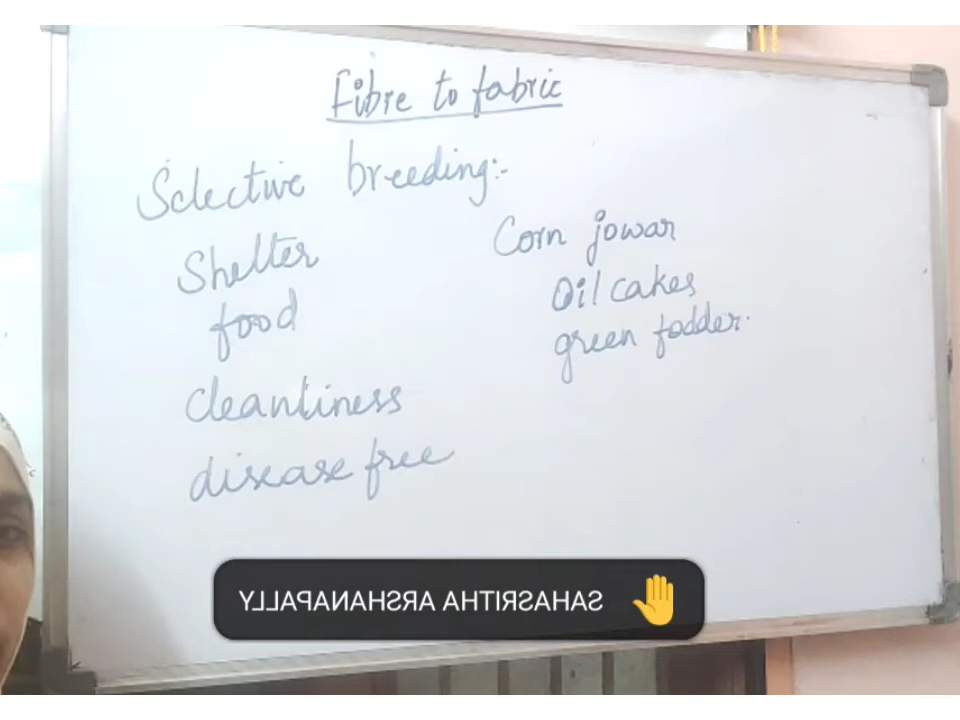 Fibre to fabric
Selective breeding:-
Shelter
food
cleanliness
disease free
Corn jowar
Oil cakes
green fodder.
SAHASRITHA ARSHANAPALLY